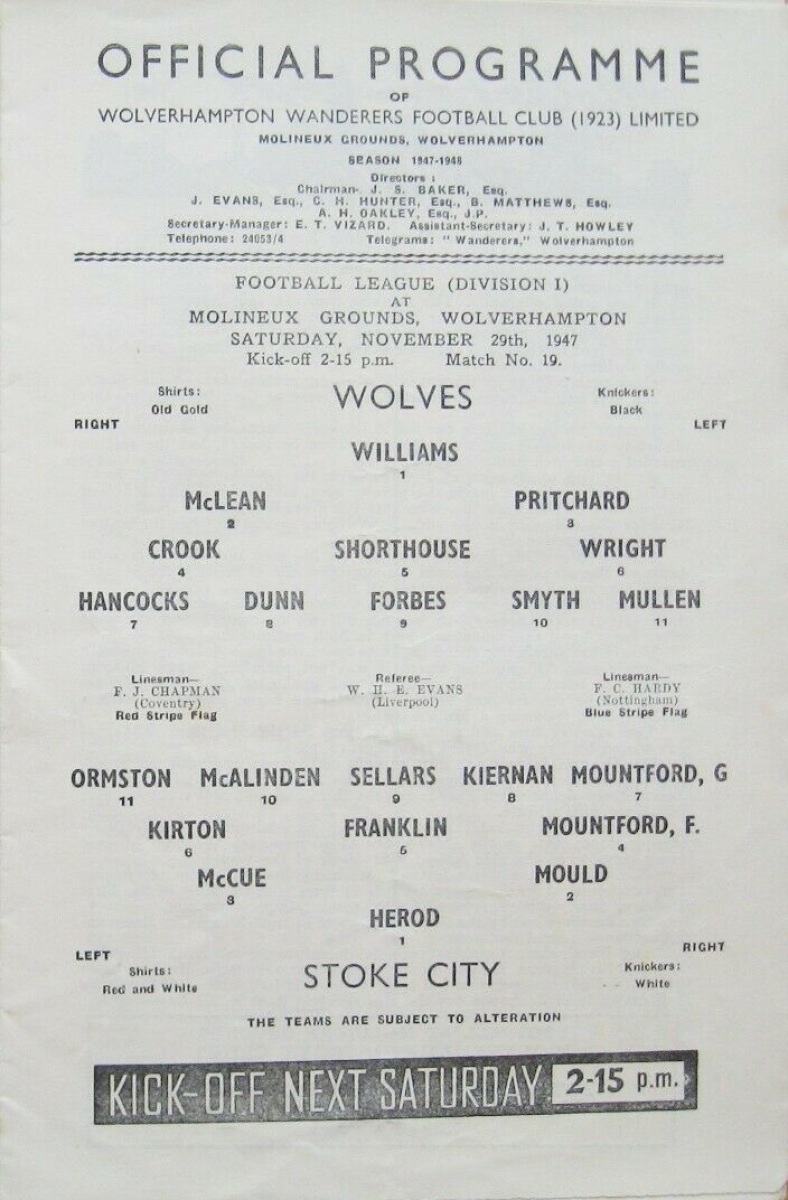 OFFICIAL PROGRAMME
OF
WOLVERHAMPTON WANDERERS FOOTBALL CLUB (1923) LIMITED
MOLINEUX GROUNDS, WOLVERHAMPTON
SEASON 1947-1948
Directors :
Chairman- J. S. BAKER, Esq.
J. EVANS, Esq., C. H. HUNTER, Esq., B. MATTHEWS, Esq.
A. H. OAKLEY, Esq., J.P.
Secretary-Manager: E. T. VIZARD. Assistant-Secretary: J. T. HOWLEY
Telephone: 24053/4 Telegrams: "Wanderers," Wolverhampton
FOOTBALL LEAGUE (DIVISION I)
AT
MOLINEUX GROUNDS, WOLVERHAMPTON
SATURDAY, NOVEMBER 29th, 1947
Kick-off 2-15 p.m. Match No. 19.
Shirts: WOLVES Knickers:
Old Gold Black
RIGHT LEFT
WILLIAMS
1
McLEAN PRITCHARD
2 3
CROOK SHORTHOUSE WRIGHT
4 5 6
HANCOCKS DUNN FORBES SMYTH MULLEN
7 8 9 10 11
Linesman— Referee— Linesman—
F. J. CHAPMAN W. H. E. EVANS F. C. HARDY
(Coventry) (Liverpool) (Nottingham)
Red Stripe Flag Blue Stripe Flag
ORMSTON McALINDEN SELLARS KIERNAN MOUNTFORD, G
11 10 9 8 7
KIRTON FRANKLIN MOUNTFORD, F.
6 5 4
McCUE MOULD
3 2
HEROD
1
LEFT RIGHT
Shirts: STOKE CITY Knickers:
Red and White White
THE TEAMS ARE SUBJECT TO ALTERATION
KICK-OFF NEXT SATURDAY 2-15 p.m.